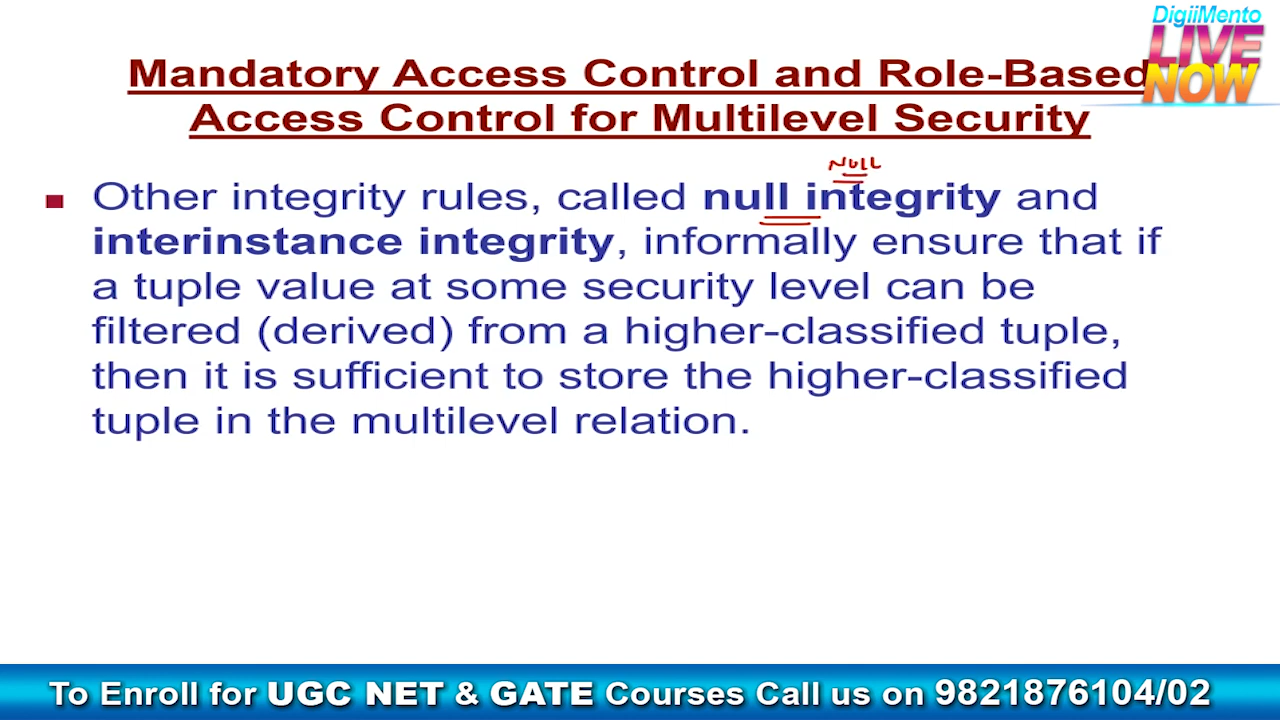 DigiiMento
LIVE
NOW
Mandatory Access Control and Role-Based
Access Control for Multilevel Security
NULL
Other integrity rules, called null integrity and
interinstance integrity, informally ensure that if
a tuple value at some security level can be
filtered (derived) from a higher-classified tuple,
then it is sufficient to store the higher-classified
tuple in the multilevel relation.
To Enroll for UGC NET & GATE Courses Call us on 9821876104/02